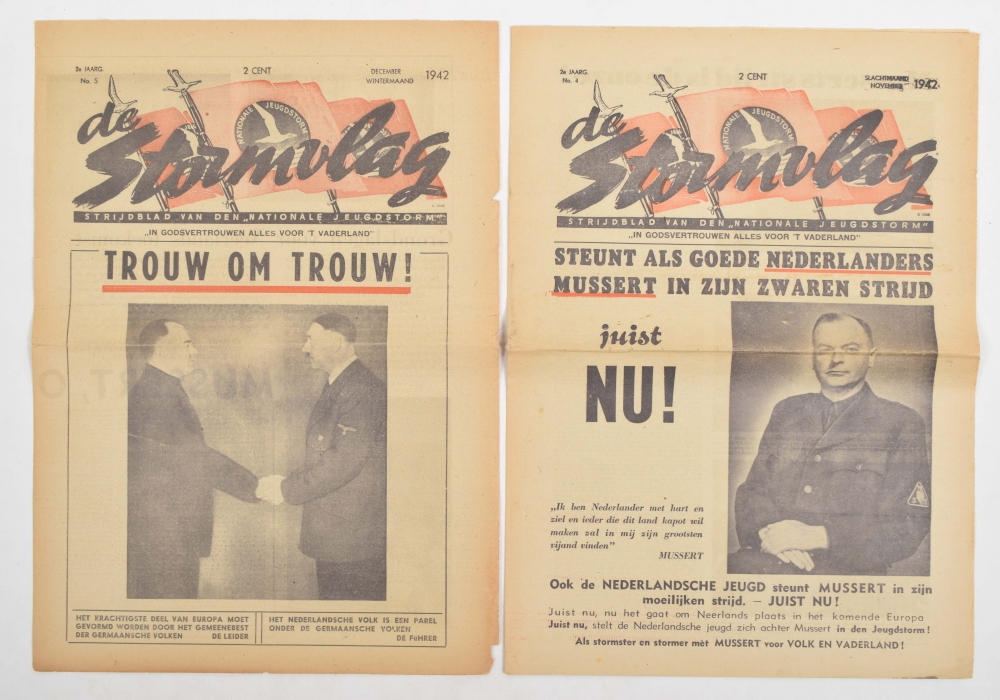 2e JAARG.
No. 5
2 CENT
DECEMBER
WINTERMAAND
1942
NATIONALE JEUGDSTORM
de
Stormvlag
STRIJDBLAD VAN DEN „NATIONALE JEUGDSTORM"
„IN GODSVERTROUWEN ALLES VOOR 'T VADERLAND"
TROUW OM TROUW!
HET KRACHTIGSTE DEEL VAN EUROPA MOET
GEVORMD WORDEN DOOR HET GEMEENEBEST
DER GERMAANSCHE VOLKEN DE LEIDER
HET NEDERLANDSCHE VOLK IS EEN PAREL
ONDER DE GERMAANSCHE VOLKEN
DE FUHRER
2e JAARG.
No. 4
2 CENT
SLACHTMAAND
NOVEMBER
1942
NATIONALE JEUGDSTORM
de
Stormvlag
STRIJDBLAD VAN DEN „NATIONALE JEUGDSTORM"
„IN GODSVERTROUWEN ALLES VOOR 'T VADERLAND"
STEUNT ALS GOEDE NEDERLANDERS
MUSSERT IN ZIJN ZWAREN STRIJD
juist
NU!
„Ik ben Nederlander met hart en
ziel en ieder die dit land kapot wil
maken zal in mij zijn grootsten
vijand vinden"
MUSSERT
Ook de NEDERLANDSCHE JEUGD steunt MUSSERT in zijn
moeilijken strijd. – JUIST NU!
Juist nu, nu het gaat om Neerlands plaats in het komende Europa
Juist nu, stelt de Nederlandsche jeugd zich achter Mussert in den Jeugdstorm!
Als stormster en stormer mèt MUSSERT voor VOLK EN VADERLAND!